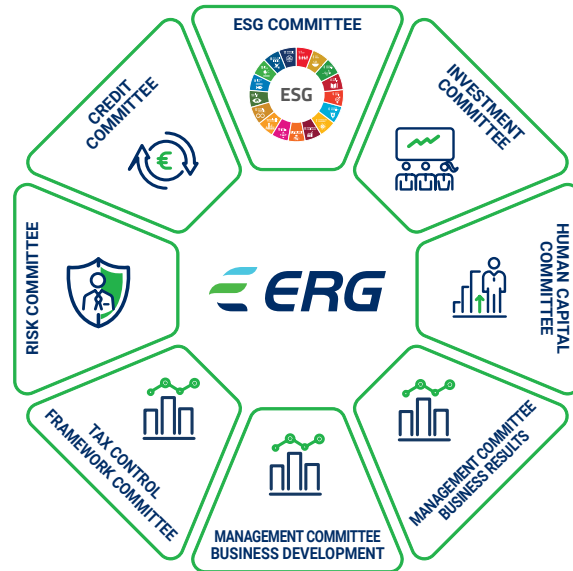 ESG COMMITTEE
ESG
INVESTMENT
COMMITTEE
HUMAN CAPITAL
COMMITTEE
MANAGEMENT COMMITTEE
BUSINESS RESULTS
MANAGEMENT COMMITTEE
BUSINESS DEVELOPMENT
TAX CONTROL
FRAMEWORK COMMITTEE
RISK COMMITTEE
CREDIT
COMMITTEE
€
ERG